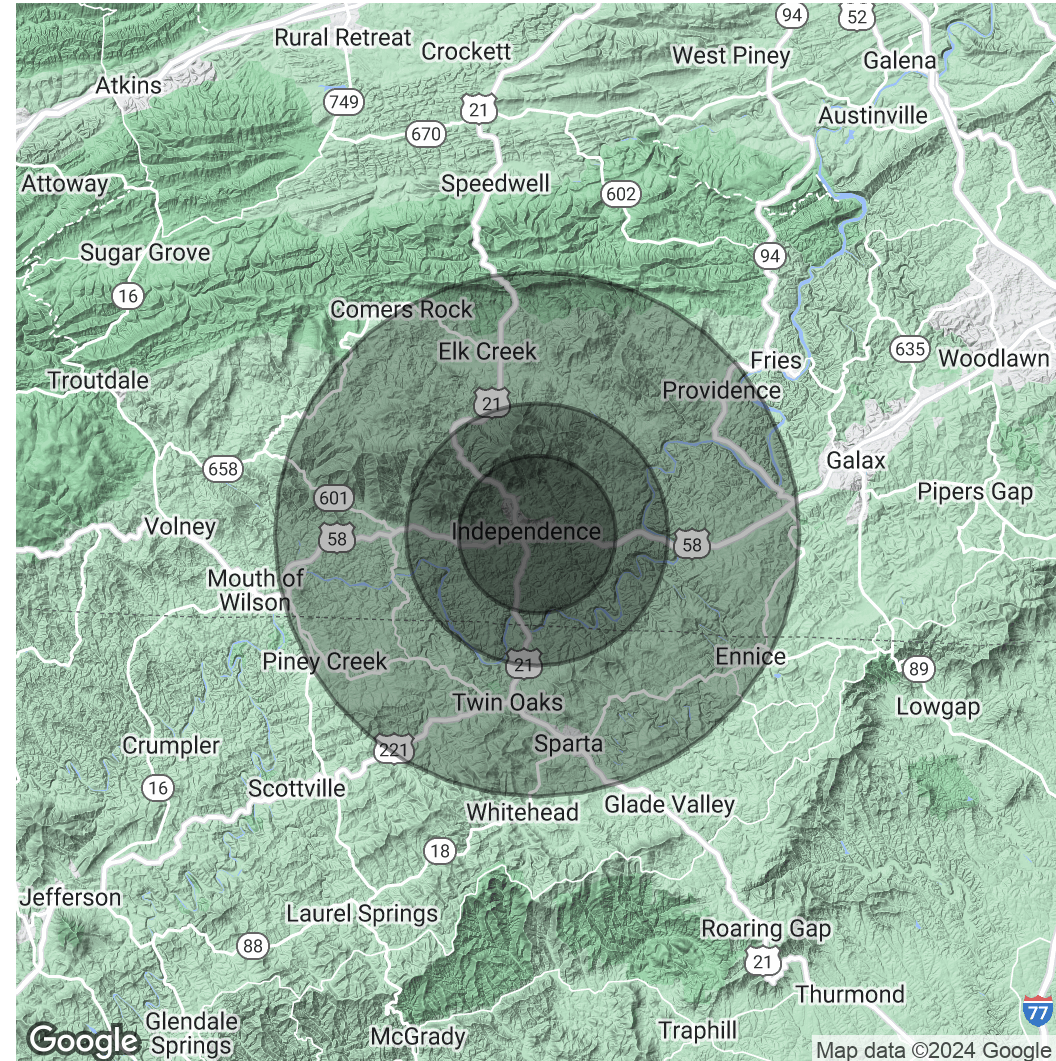 94
52
Rural Retreat
Crockett
West Piney
Galena
Atkins
749
21
Austinville
670
Attoway
Speedwell
602
Sugar Grove
94
16
Comers Rock
635
Elk Creek
Fries
Woodlawn
Troutdale
Providence
21
Galax
658
Pipers Gap
601
Volney
Independence
58
58
Mouth of
Wilson
Piney Creek
21
Ennice
89
Twin Oaks
Lowgap
Crumpler
221
Sparta
16
Scottville
Whitehead
Glade Valley
18
Jefferson
Laurel Springs
Roaring Gap
88
21
Thurmond
77
Glendale
Springs
McGrady
Traphill
Google
Map data ©2024 Google